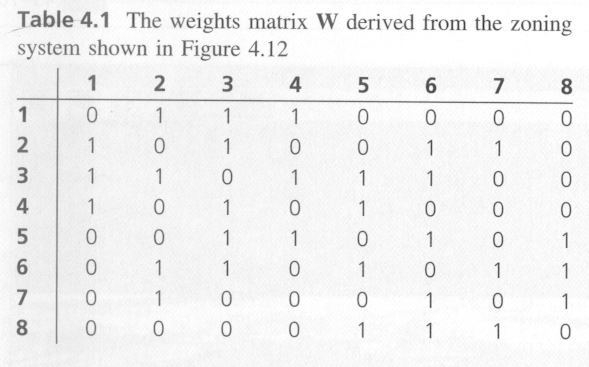 Table 4.1 The weights matrix W derived from the zoning
system shown in Figure 4.12
1 2 3 4 5 6 7 8
1 0 1 1 1 0 0 0 0
2 1 0 1 0 0 1 1 0
3 1 1 0 1 1 1 0 0
4 1 0 1 0 1 0 0 0
5 0 0 1 1 0 1 0 1
6 0 1 1 0 1 0 1 1
7 0 1 0 0 0 1 0 1
8 0 0 0 0 1 1 1 0